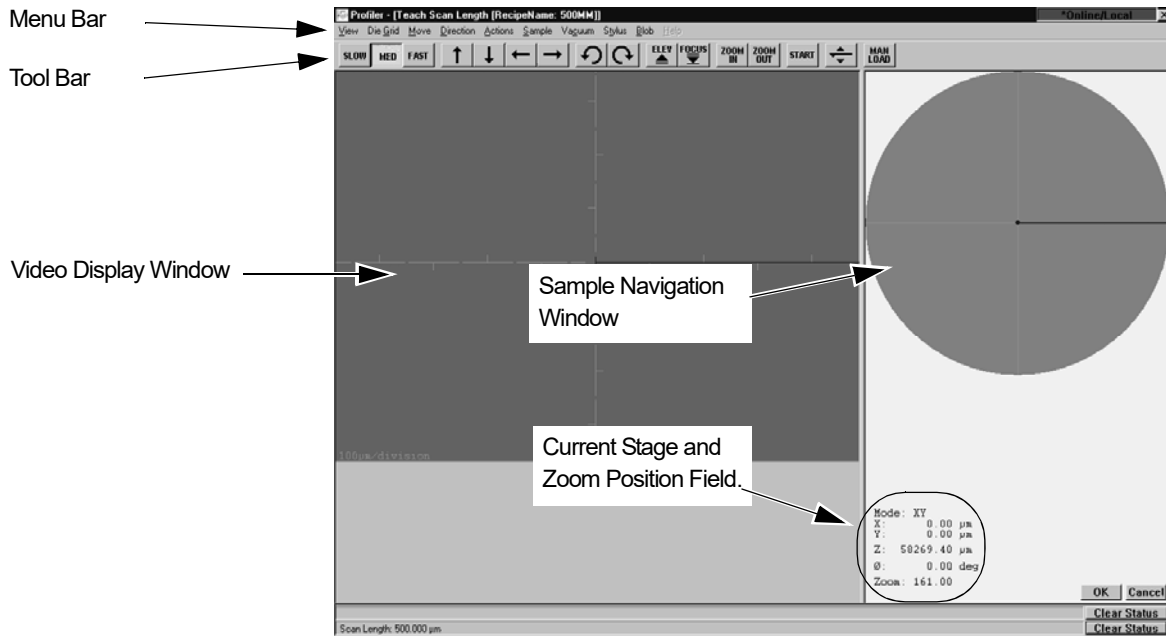 Menu Bar
Tool Bar
Video Display Window
Profiler - [Teach Scan Length [RecipeName: 500MM]]
*Online/Local
View Die Grid Move Direction Actions Sample Vacuum Stylus Blob Help
SLOW MED FAST ELEV FOCUS ZOOM IN ZOOM OUT START MAN LOAD
Sample Navigation
Window
100µm/division
Current Stage and
Zoom Position Field.
Mode: XY
X: 0.00 µm
Y: 0.00 µm
Z: 50269.40 µm
Ø: 0.00 deg
Zoom: 161.00
OK Cancel
Clear Status
Scan Length: 500.000 µm
Clear Status